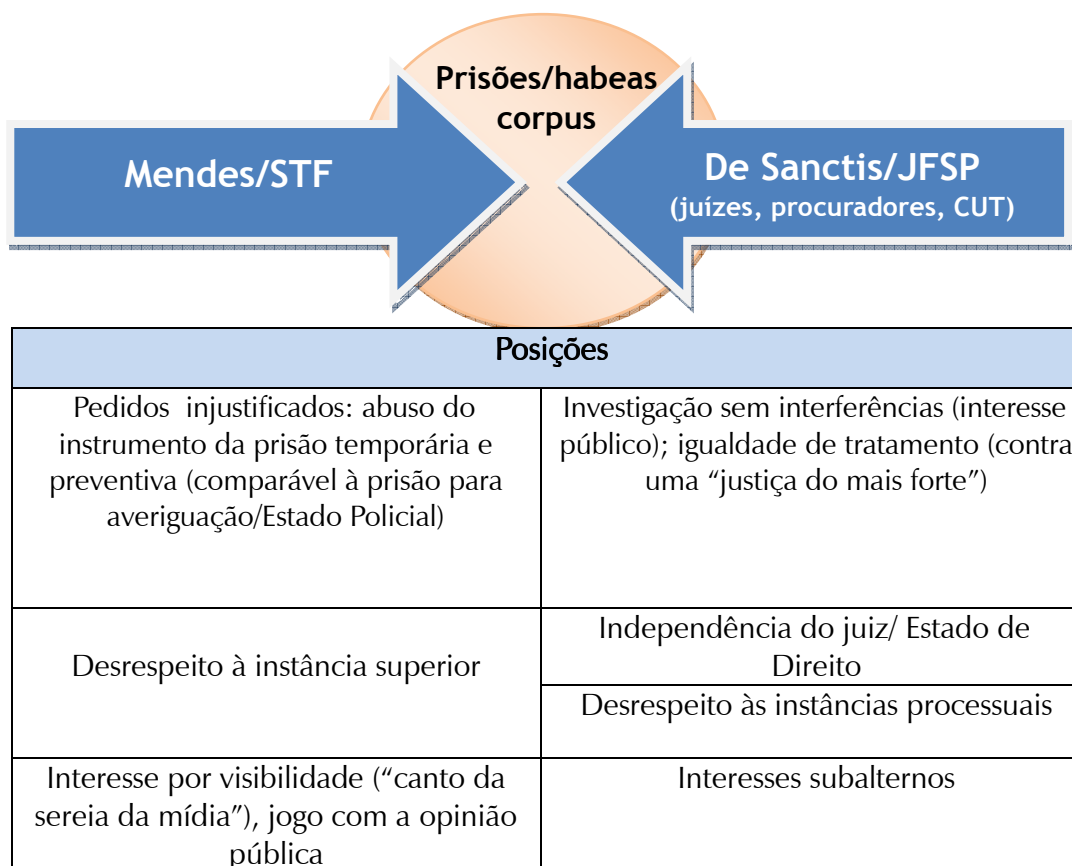 Prisões/habeas
corpus
Mendes/STF
De Sanctis/JFSP
(juízes, procuradores, CUT)
Posições
Pedidos injustificados: abuso do
instrumento da prisão temporária e
preventiva (comparável à prisão para
averiguação/Estado Policial)
Investigação sem interferências (interesse
público); igualdade de tratamento (contra
uma “justiça do mais forte”)
Desrespeito à instância superior
Independência do juiz/ Estado de
Direito
Desrespeito às instâncias processuais
Interesse por visibilidade (“canto da
sereia da mídia”), jogo com a opinião
pública
Interesses subalternos